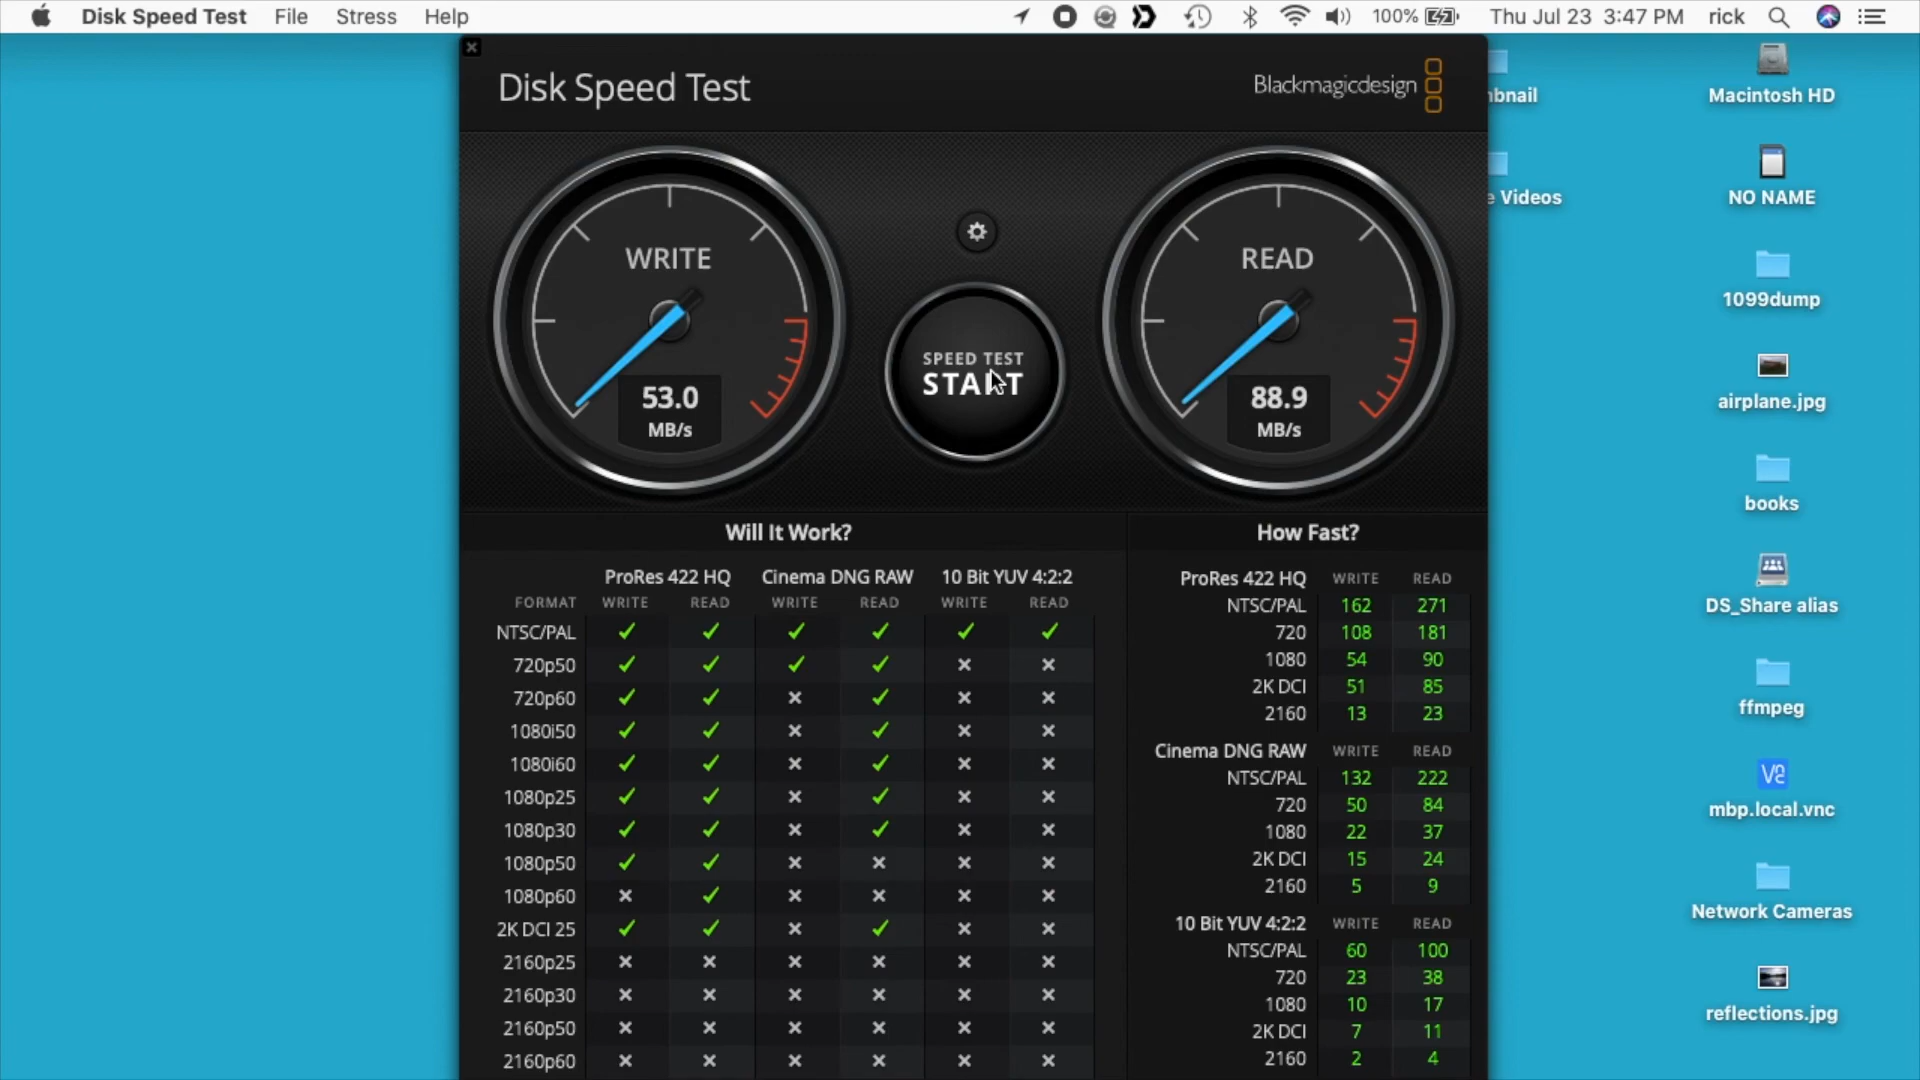 Disk Speed Test File Stress Help 100% Thu Jul 23 3:47 PM rick
Disk Speed Test
Blackmagicdesign
WRITE
53.0
MB/s
SPEED TEST
START
READ
88.9
MB/s
Will It Work?
ProRes 422 HQ Cinema DNG RAW 10 Bit YUV 4:2:2
FORMAT WRITE READ WRITE READ WRITE READ
NTSC/PAL ✓ ✓ ✓ ✓ ✓ ✓
720p50 ✓ ✓ ✓ ✓ ✕ ✕
720p60 ✓ ✓ ✕ ✓ ✕ ✕
1080i50 ✓ ✓ ✕ ✓ ✕ ✕
1080i60 ✓ ✓ ✕ ✓ ✕ ✕
1080p25 ✓ ✓ ✕ ✓ ✕ ✕
1080p30 ✓ ✓ ✕ ✓ ✕ ✕
1080p50 ✓ ✓ ✕ ✕ ✕ ✕
1080p60 ✕ ✓ ✕ ✕ ✕ ✕
2K DCI 25 ✓ ✓ ✕ ✓ ✕ ✕
2160p25 ✕ ✕ ✕ ✕ ✕ ✕
2160p30 ✕ ✕ ✕ ✕ ✕ ✕
2160p50 ✕ ✕ ✕ ✕ ✕ ✕
2160p60 ✕ ✕ ✕ ✕ ✕ ✕
How Fast?
ProRes 422 HQ WRITE READ
NTSC/PAL 162 271
720 108 181
1080 54 90
2K DCI 51 85
2160 13 23
Cinema DNG RAW WRITE READ
NTSC/PAL 132 222
720 50 84
1080 22 37
2K DCI 15 24
2160 5 9
10 Bit YUV 4:2:2 WRITE READ
NTSC/PAL 60 100
720 23 38
1080 10 17
2K DCI 7 11
2160 2 4
nbnail
e Videos
Macintosh HD
NO NAME
1099dump
airplane.jpg
books
DS_Share alias
ffmpeg
mbp.local.vnc
Network Cameras
reflections.jpg